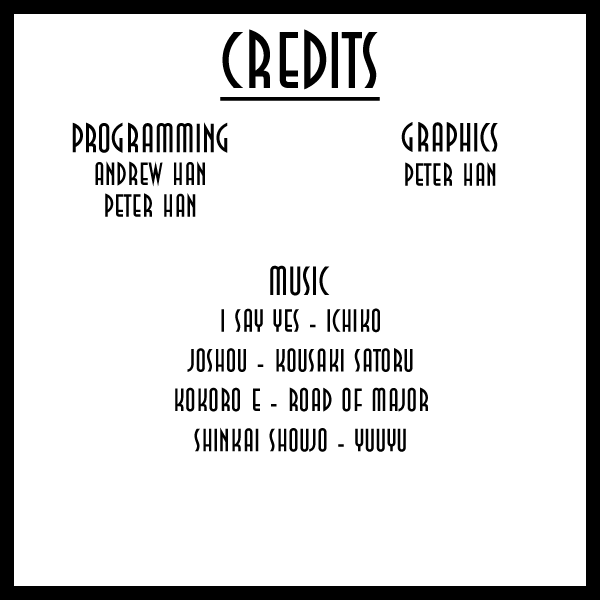 CREDITS
PROGRAMMING
ANDREW HAN
PETER HAN
GRAPHICS
PETER HAN
MUSIC
I SAY YES - ICHIKO
JOSHOU - KOUSAKI SATORU
KOKORO E - ROAD OF MAJOR
SHINKAI SHOUJO - YUUYU